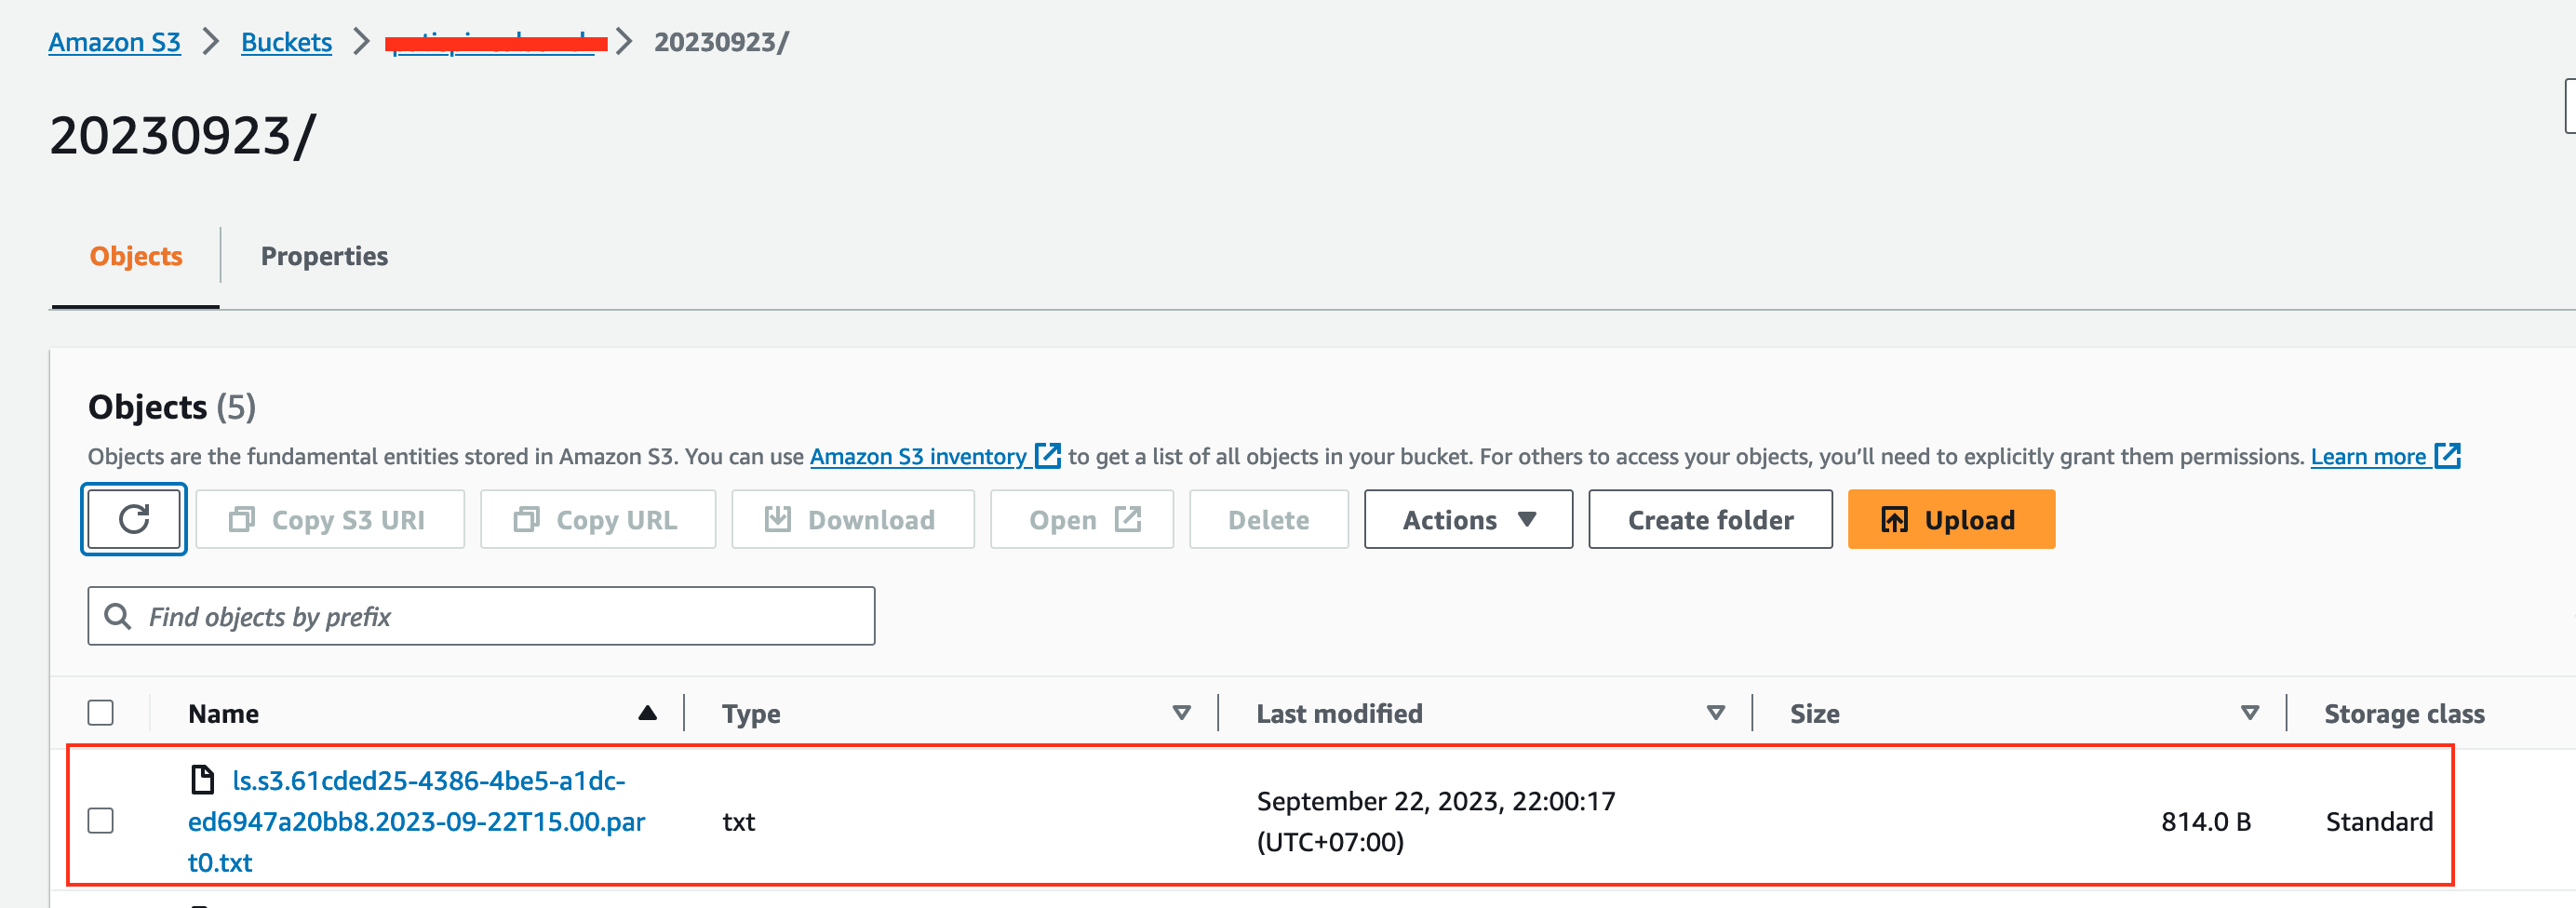 Amazon S3 > Buckets > > 20230923/
20230923/
Objects
Properties
Objects (5)
Objects are the fundamental entities stored in Amazon S3. You can use Amazon S3 inventory to get a list of all objects in your bucket. For others to access your objects, you'll need to explicitly grant them permissions. Learn more
Copy S3 URI Copy URL Download Open Delete Actions Create folder Upload
Find objects by prefix
Name Type Last modified Size Storage class
ls.s3.61cded25-4386-4be5-a1dc-
ed6947a20bb8.2023-09-22T15.00.par
t0.txt
txt
September 22, 2023, 22:00:17
(UTC+07:00)
814.0 B
Standard